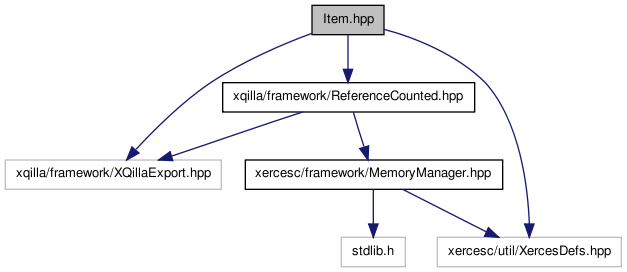 Item.hpp
xqilla/framework/ReferenceCounted.hpp
xqilla/framework/XQillaExport.hpp
xercesc/framework/MemoryManager.hpp
stdlib.h
xercesc/util/XercesDefs.hpp